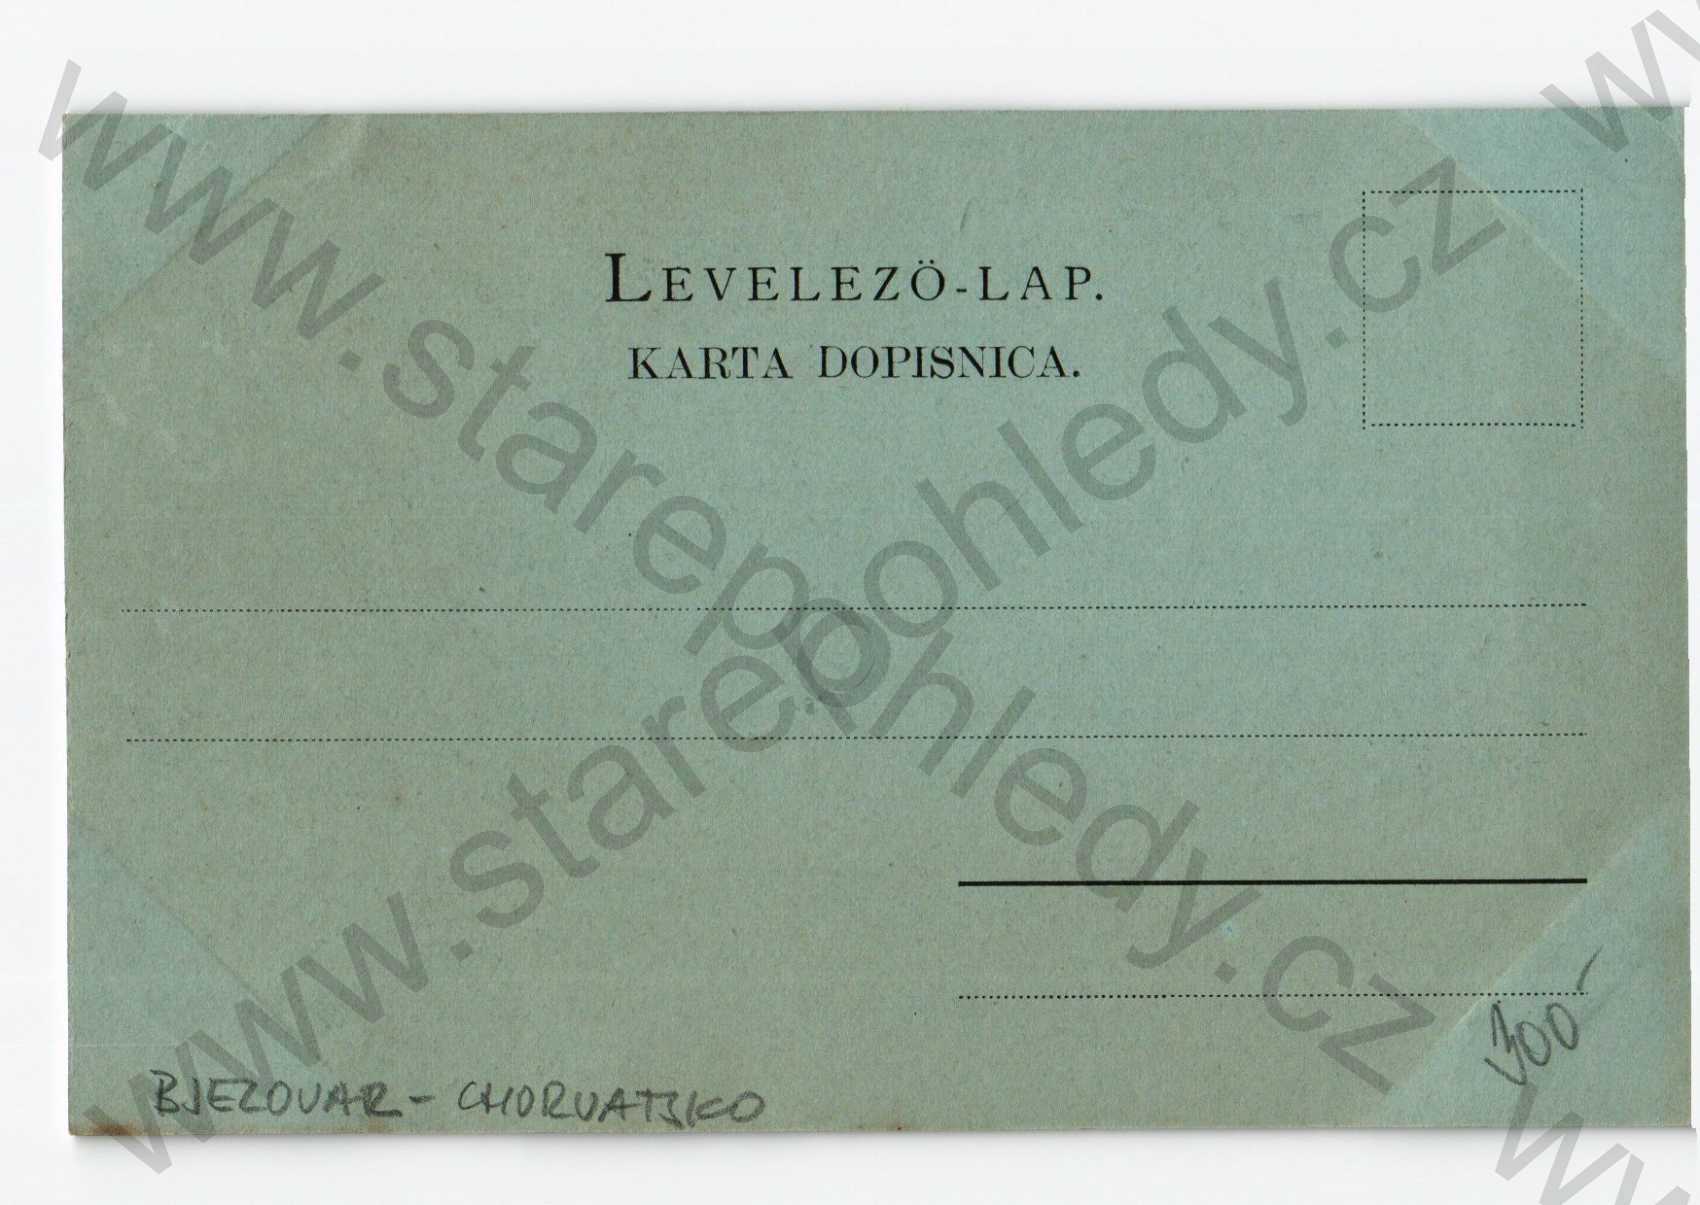 LEVELEZÖ-LAP.
KARTA DOPISNICA.
300-
BJELOVAR - CHORVATSKO
www.starepohledy.cz
www.starepohledy.cz